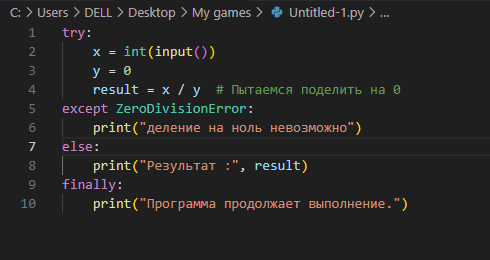 C: > Users > DELL > Desktop > My games > Untitled-1.py > ...
1 try:
2     x = int(input())
3     y = 0
4     result = x / y  # Пытаемся поделить на 0
5 except ZeroDivisionError:
6     print("деление на ноль невозможно")
7 else:
8     print("Результат :", result)
9 finally:
10     print("Программа продолжает выполнение.")